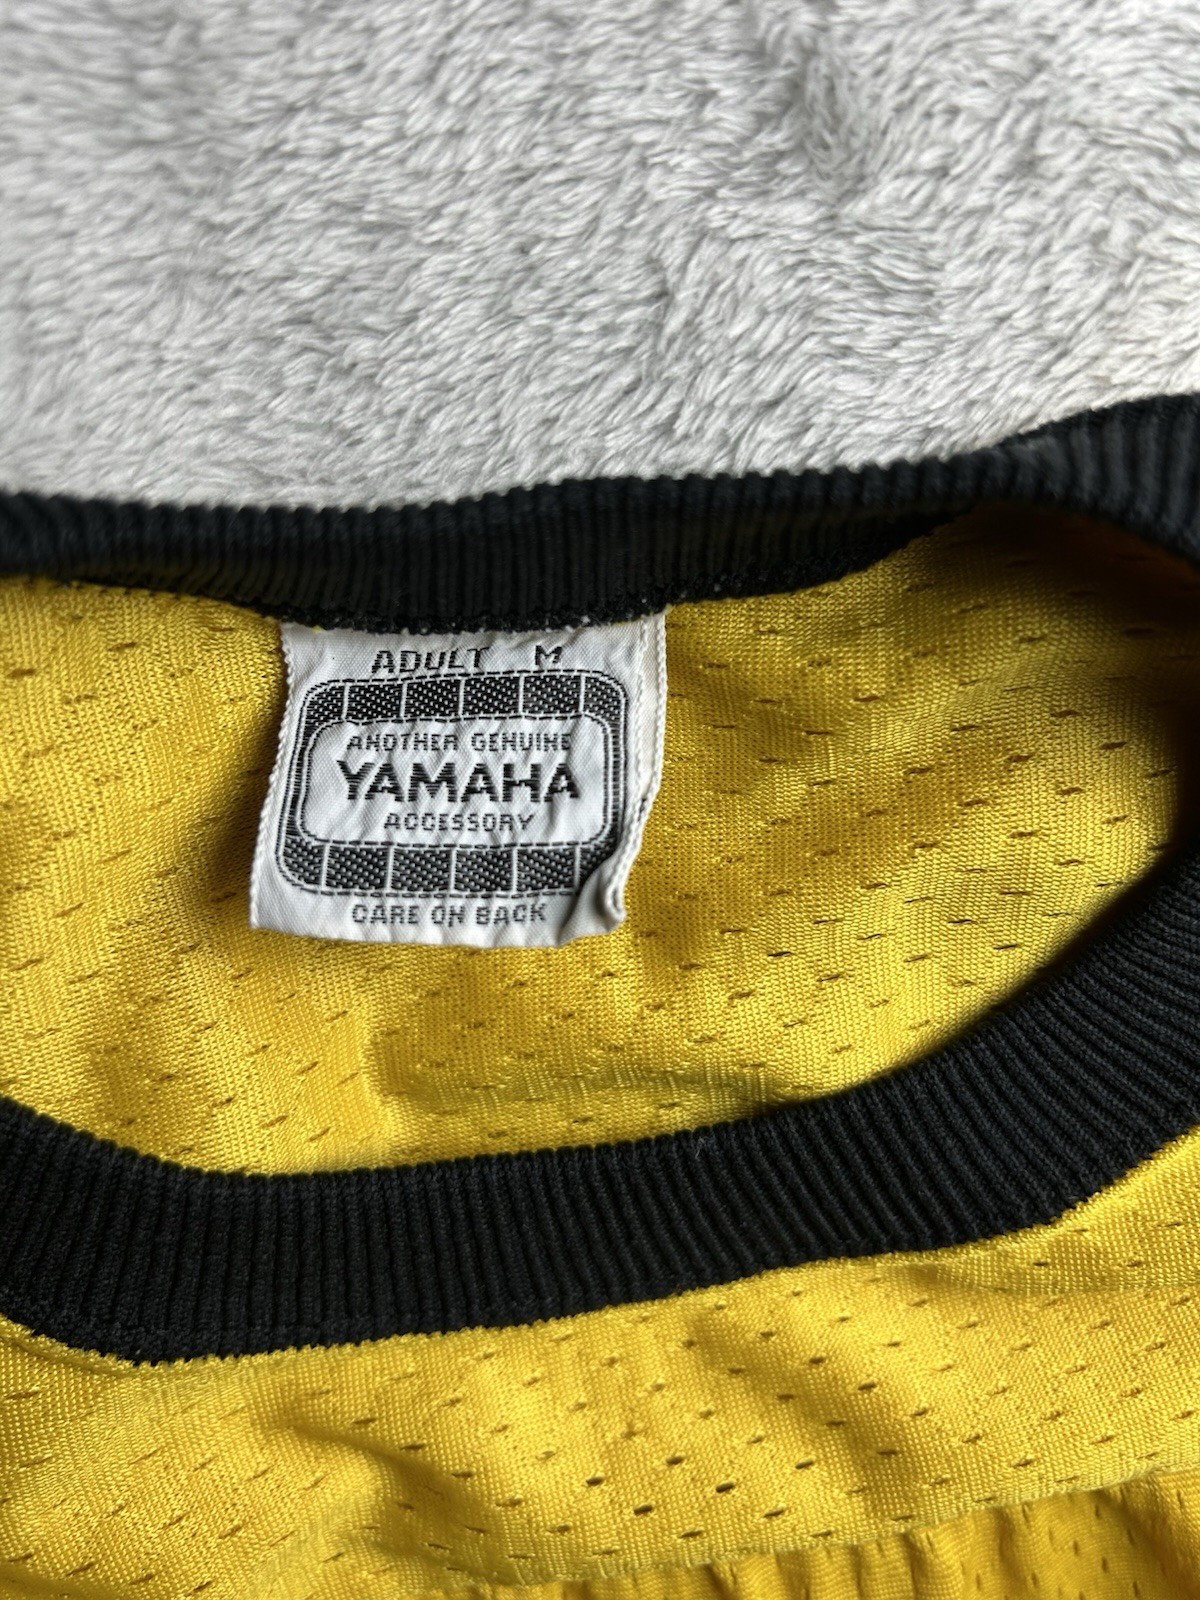 ADULT M
ANOTHER GENUINE
YAMAHA
ACCESSORY
CARE ON BACK